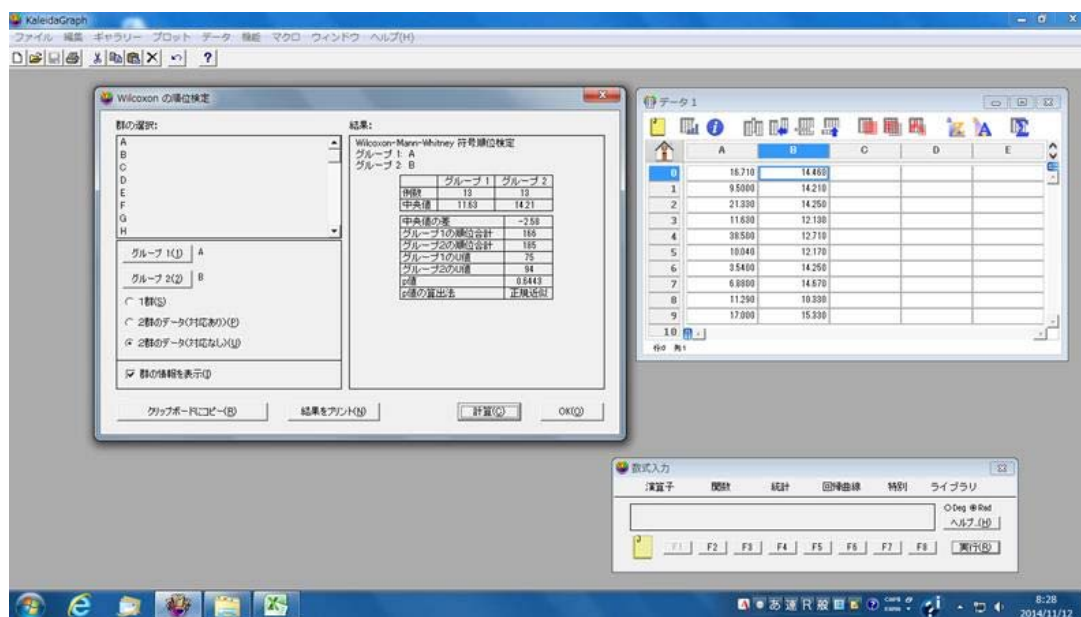 KaleidaGraph
ファイル 編集 ギャラリー プロット データ 機能 マクロ ウィンドウ ヘルプ(H)
Wilcoxon の順位検定
群の選択:
A
B
C
D
E
F
G
H
グループ 1(1) A
グループ 2(2) B
1群(S)
2群のデータ(対応あり)(P)
2群のデータ(対応なし)(U)
群の情報を表示(I)
結果:
Wilcoxon-Mann-Whitney 符号順位検定
グループ 1: A
グループ 2: B
グループ 1 グループ 2
例数 13 13
中央値 11.63 14.21
中央値の差 -2.58
グループ1の順位合計 166
グループ2の順位合計 185
グループ1のU値 75
グループ2のU値 94
p値 0.6443
p値の算出法 正規近似
クリップボードにコピー(B) 結果をプリント(N) 計算(C) OK(O)
データ 1
A B C D E
0 16.710 14.460
1 9.5000 14.210
2 21.330 14.250
3 11.630 12.130
4 38.500 12.710
5 10.040 12.170
6 3.5400 14.250
7 6.8800 14.670
8 11.290 10.330
9 17.000 15.330
10
数式入力
演算子 関数 統計 回帰曲線 特別 ライブラリ
Deg Rad
ヘルプ..(H)
F1 F2 F3 F4 F5 F6 F7 F8 実行(R)
A あ 連 R 般
CAPS
KANA
8:28
2014/11/12